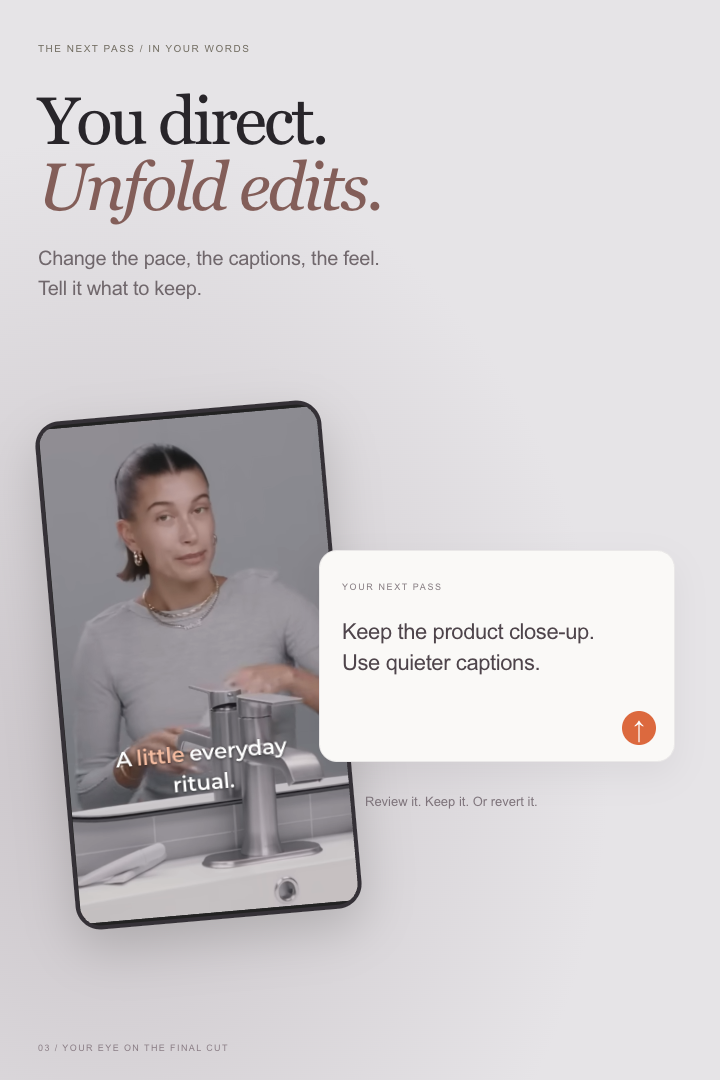 THE NEXT PASS / IN YOUR WORDS
You direct.
Unfold edits.
Change the pace, the captions, the feel.
Tell it what to keep.
YOUR NEXT PASS
Keep the product close-up.
Use quieter captions.
↑
A little everyday
ritual.
Review it. Keep it. Or revert it.
03 / YOUR EYE ON THE FINAL CUT